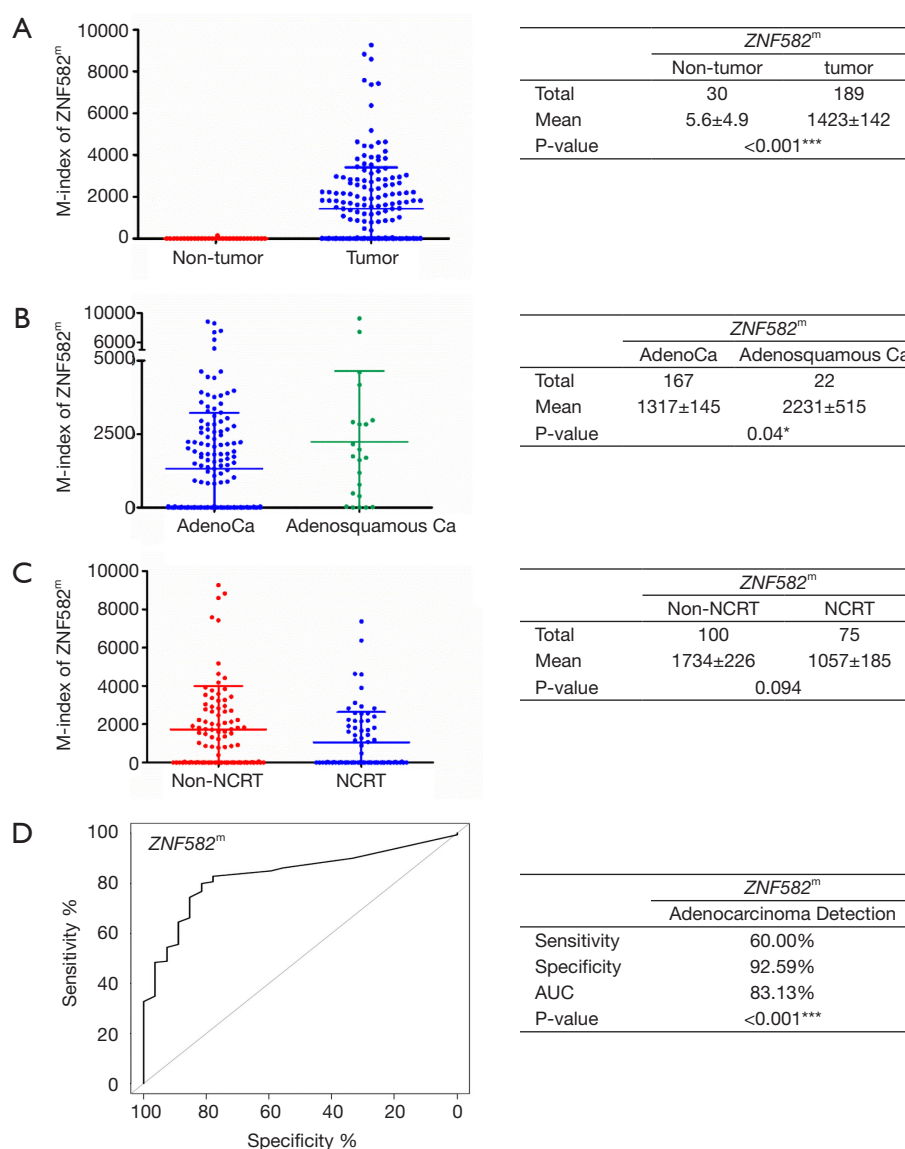 A
M-index of ZNF582ᵐ
10000
8000
6000
4000
2000
0
Non-tumor Tumor
ZNF582ᵐ
Non-tumor tumor
Total 30 189
Mean 5.6±4.9 1423±142
P-value <0.001***
B
M-index of ZNF582ᵐ
10000
6000
5000
2500
0
AdenoCa Adenosquamous Ca
ZNF582ᵐ
AdenoCa Adenosquamous Ca
Total 167 22
Mean 1317±145 2231±515
P-value 0.04*
C
M-index of ZNF582ᵐ
10000
8000
6000
4000
2000
0
Non-NCRT NCRT
ZNF582ᵐ
Non-NCRT NCRT
Total 100 75
Mean 1734±226 1057±185
P-value 0.094
D
ZNF582ᵐ
Sensitivity %
100
80
60
40
20
0
100 80 60 40 20 0
Specificity %
ZNF582ᵐ
Adenocarcinoma Detection
Sensitivity 60.00%
Specificity 92.59%
AUC 83.13%
P-value <0.001***